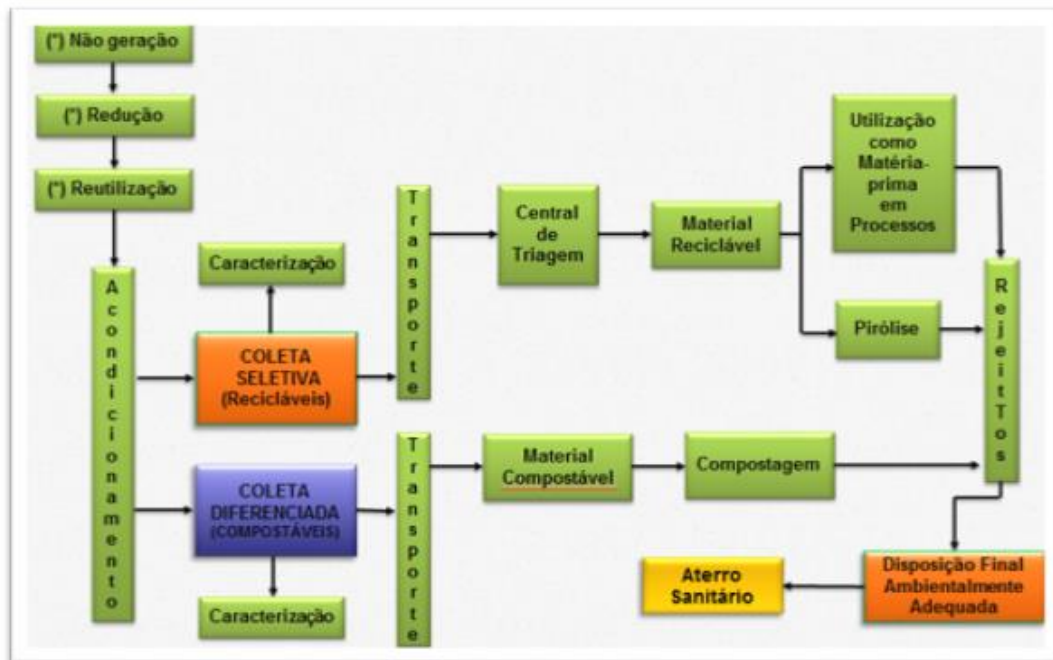 (*) Não geração
(*) Redução
(*) Reutilização
Acondicionamento
Caracterização
COLETA
SELETIVA
(Recicláveis)
COLETA
DIFERENCIADA
(COMPOSTÁVEIS)
Caracterização
Transporte
Transporte
Central
de
Triagem
Material
Reciclável
Utilização
como
Matéria-
prima
em
Processos
Pirólise
Material
Compostável
Compostagem
RejeitTos
Disposição Final
Ambientalmente
Adequada
Aterro
Sanitário